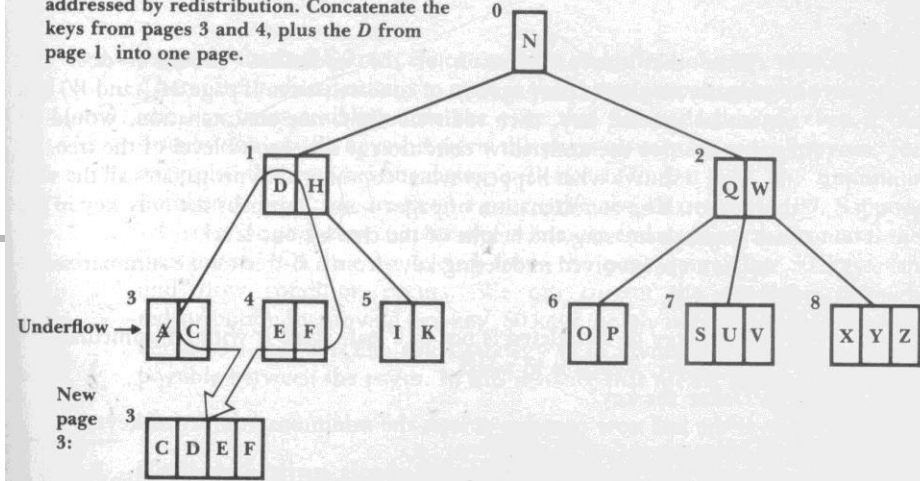 addressed by redistribution. Concatenate the
keys from pages 3 and 4, plus the D from
page 1 into one page.
0
N
1
D H
2
Q W
3
A C
4
E F
5
I K
6
O P
7
S U V
8
X Y Z
Underflow
New
page
3:
3
C D E F